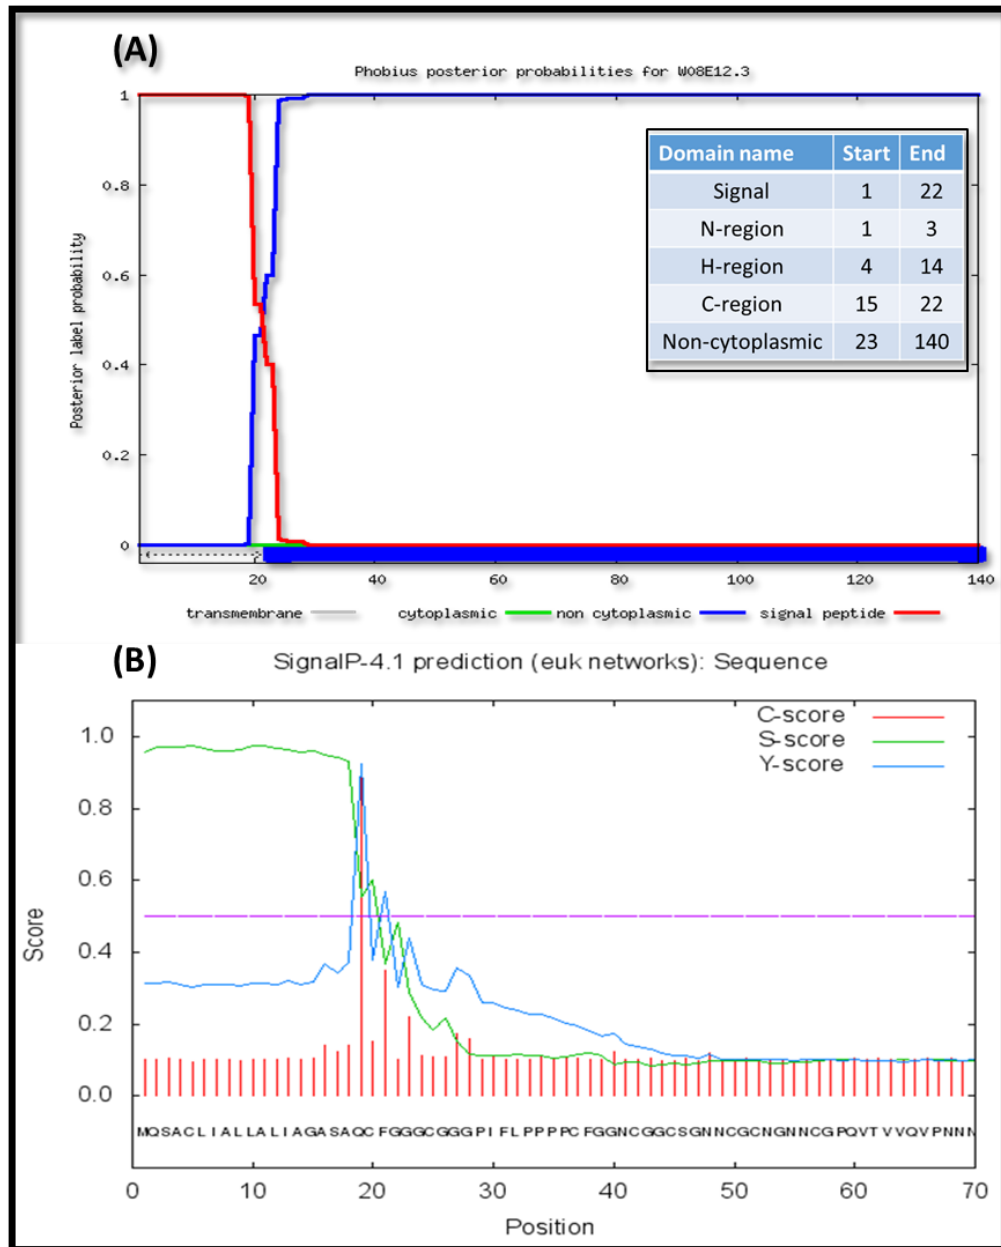 (A)
Phobius posterior probabilities for W08E12.3
Posterior label probability
1
0.8
0.6
0.4
0.2
0
Domain name Start End
Signal 1 22
N-region 1 3
H-region 4 14
C-region 15 22
Non-cytoplasmic 23 140
20 40 60 80 100 120 140
transmembrane cytoplasmic non cytoplasmic signal peptide
(B)
SignalP-4.1 prediction (euk networks): Sequence
C-score
S-score
Y-score
Score
1.0
0.8
0.6
0.4
0.2
0.0
MQSACLIALLALIAGASAQCFGGGCGGGPIFLPPPPCFGGNCGGCSGNNCGCNGNNCGPQVTVVQVPNNN
0 10 20 30 40 50 60 70
Position